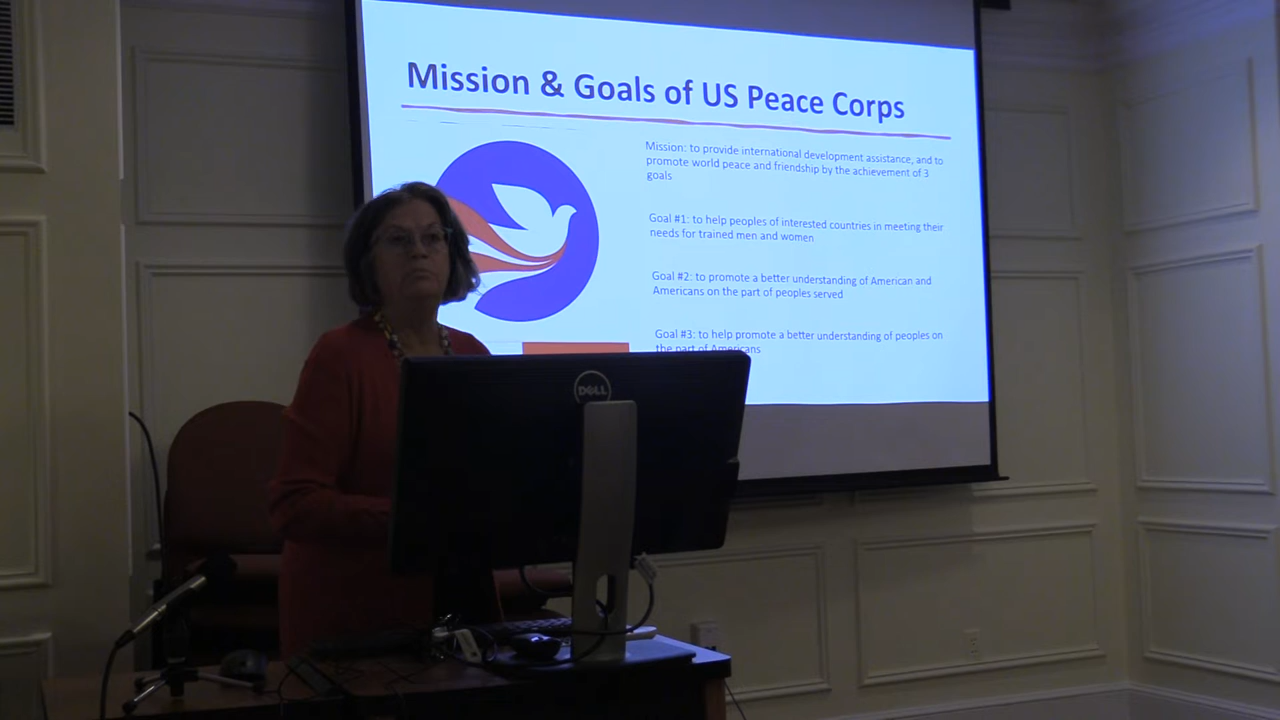 Mission & Goals of US Peace Corps
Mission: to provide international development assistance, and to
promote world peace and friendship by the achievement of 3
goals
Goal #1: to help peoples of interested countries in meeting their
needs for trained men and women
Goal #2: to promote a better understanding of American and
Americans on the part of peoples served
Goal #3: to help promote a better understanding of peoples on
the part of Americans
DELL